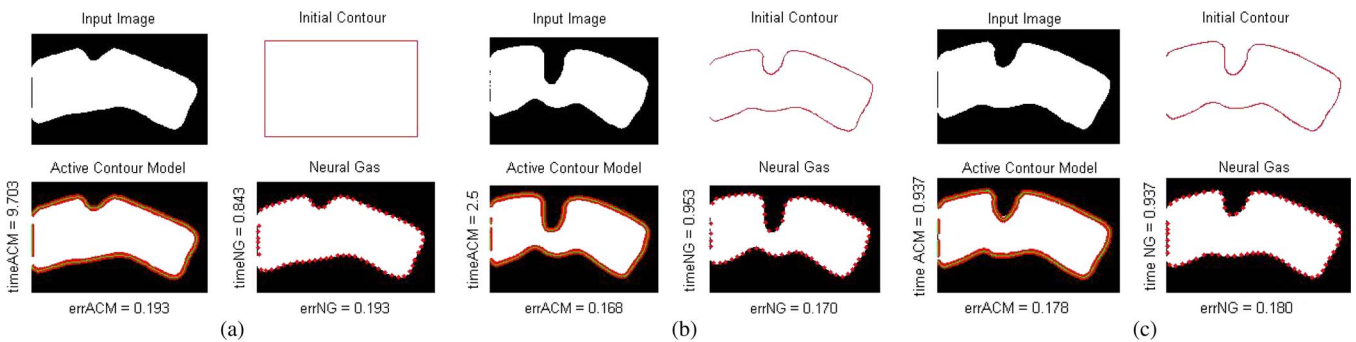 Input Image
Initial Contour
Active Contour Model
Neural Gas
timeACM = 9.703
timeNG = 0.843
errACM = 0.193
errNG = 0.193
(a)
Input Image
Initial Contour
Active Contour Model
Neural Gas
timeACM = 2.5
timeNG = 0.953
errACM = 0.168
errNG = 0.170
(b)
Input Image
Initial Contour
Active Contour Model
Neural Gas
time ACM = 0.937
time NG = 0.937
errACM = 0.178
errNG = 0.180
(c)